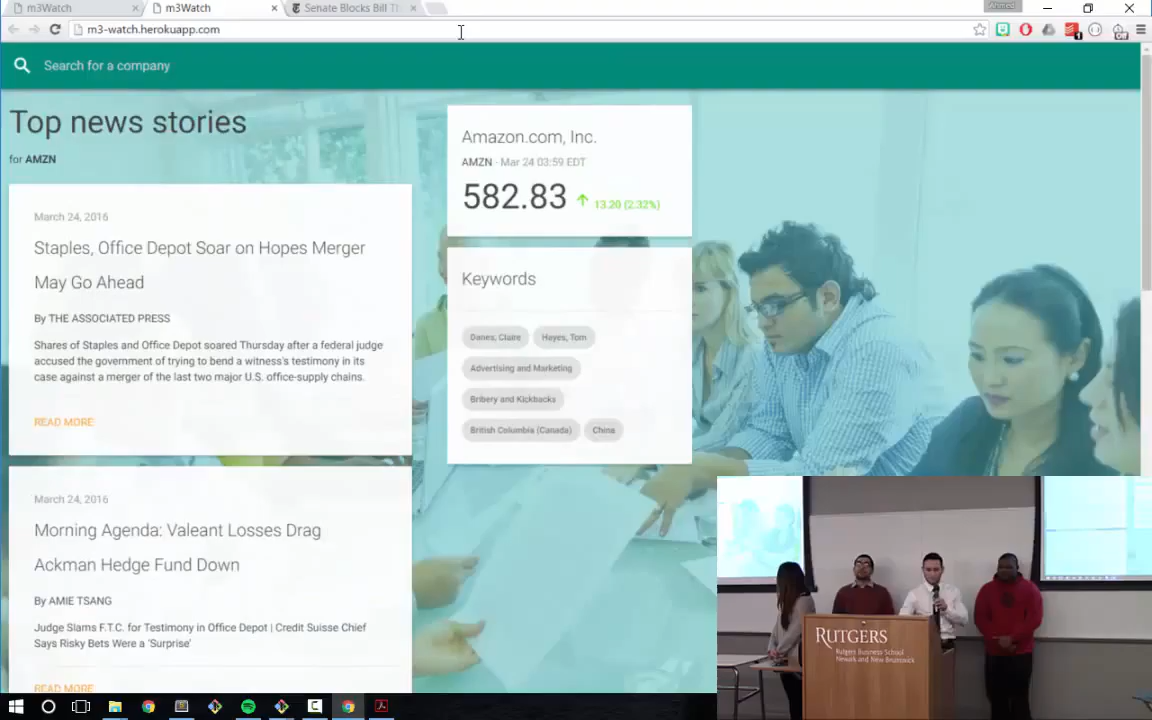 m3Watch
m3Watch
Senate Blocks Bill Th
Ahmed
m3-watch.herokuapp.com
Search for a company
Top news stories
for AMZN
March 24, 2016
Staples, Office Depot Soar on Hopes Merger
May Go Ahead
By THE ASSOCIATED PRESS
Shares of Staples and Office Depot soared Thursday after a federal judge
accused the government of trying to bend a witness's testimony in its
case against a merger of the last two major U.S. office-supply chains.
READ MORE
March 24, 2016
Morning Agenda: Valeant Losses Drag
Ackman Hedge Fund Down
By AMIE TSANG
Judge Slams F.T.C. for Testimony in Office Depot | Credit Suisse Chief
Says Risky Bets Were a 'Surprise'
READ MORE
Amazon.com, Inc.
AMZN - Mar 24 03:59 EDT
582.83 13.20 (2.32%)
Keywords
Danes, Claire Hayes, Tom
Advertising and Marketing
Bribery and Kickbacks
British Columbia (Canada) China
RUTGERS
Rutgers Business School
Newark and New Brunswick